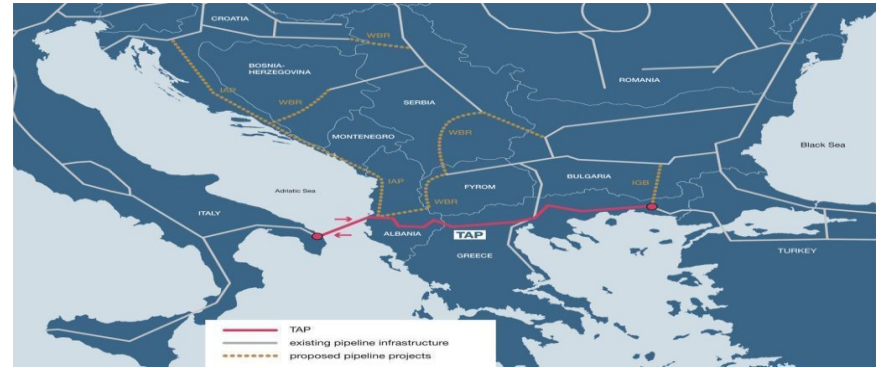 CROATIA
WBR
BOSNIA-
HERZEGOVINA
ROMANIA
IAP
WBR
SERBIA
WBR
MONTENEGRO
Black Sea
Adriatic Sea
IAP
FYROM
BULGARIA
IGB
WBR
ITALY
ALBANIA
TAP
GREECE
TURKEY
TAP
existing pipeline infrastructure
proposed pipeline projects